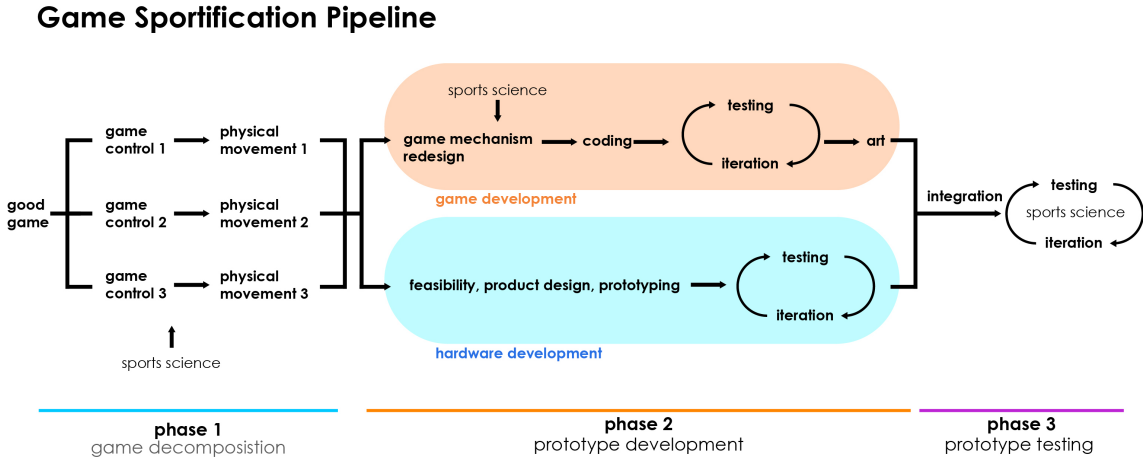 Game Sportification Pipeline
good
game
game
control 1
physical
movement 1
game
control 2
physical
movement 2
game
control 3
physical
movement 3
sports science
sports science
game mechanism
redesign
coding
testing
iteration
art
game development
feasibility, product design, prototyping
testing
iteration
hardware development
integration
testing
sports science
iteration
phase 1
game decomposistion
phase 2
prototype development
phase 3
prototype testing